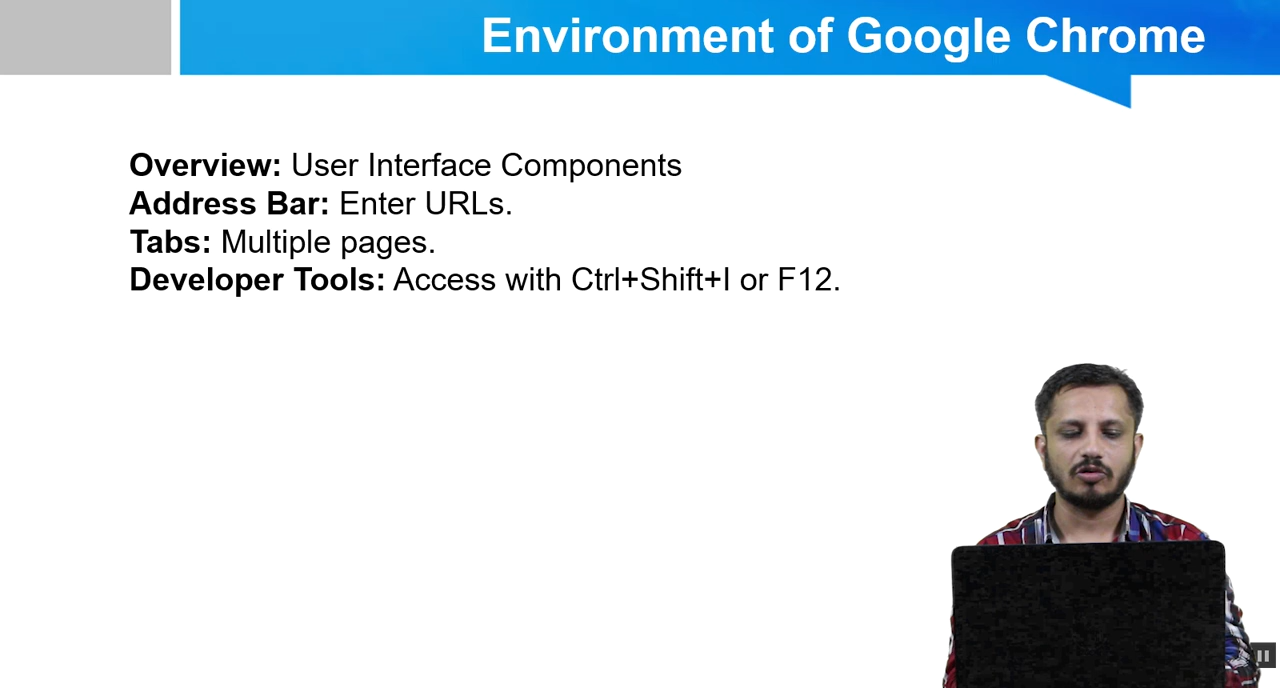 Environment of Google Chrome
Overview: User Interface Components
Address Bar: Enter URLs.
Tabs: Multiple pages.
Developer Tools: Access with Ctrl+Shift+I or F12.